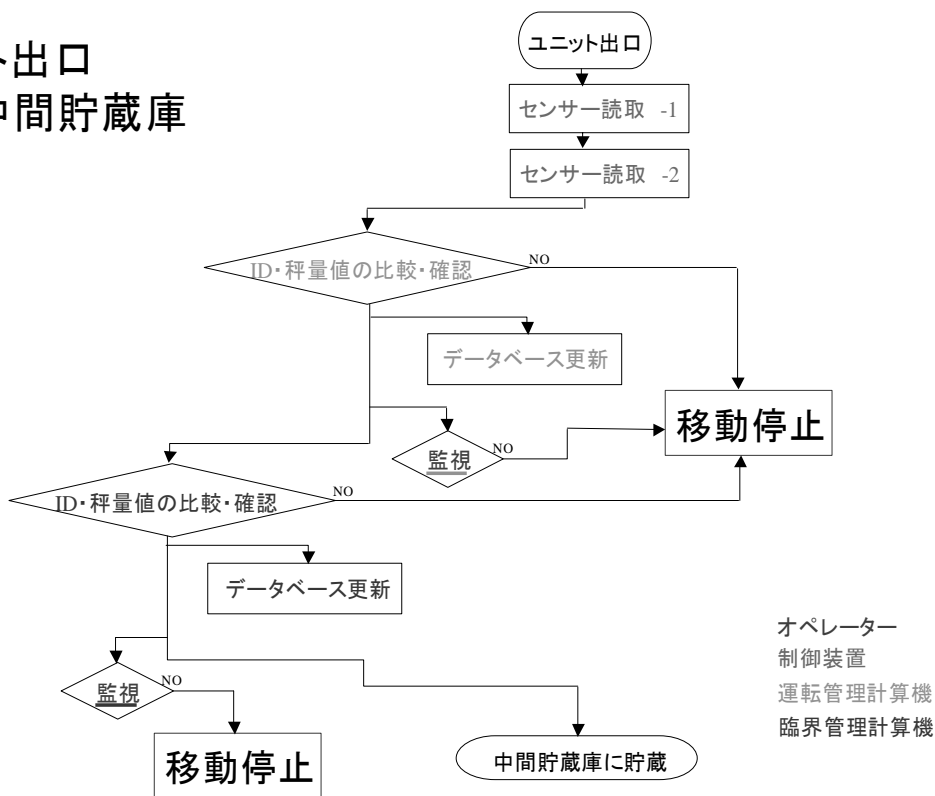 ト出口
中間貯蔵庫
ユニット出口
センサー読取 -1
センサー読取 -2
ID・秤量値の比較・確認
NO
データベース更新
移動停止
監視
NO
ID・秤量値の比較・確認
NO
データベース更新
監視
NO
移動停止
中間貯蔵庫に貯蔵
オペレーター
制御装置
運転管理計算機
臨界管理計算機